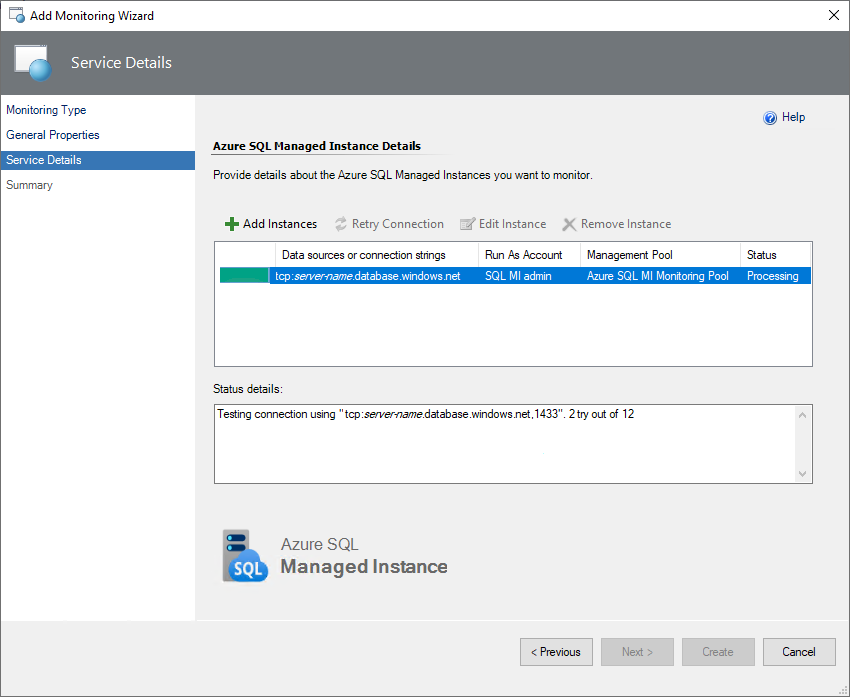 Add Monitoring Wizard
Service Details
Monitoring Type
General Properties
Service Details
Summary
Help
Azure SQL Managed Instance Details
Provide details about the Azure SQL Managed Instances you want to monitor.
Add Instances Retry Connection Edit Instance Remove Instance
Data sources or connection strings Run As Account Management Pool Status
tcp:server-name.database.windows.net SQL MI admin Azure SQL MI Monitoring Pool Processing
Status details:
Testing connection using "tcp:server-name.database.windows.net,1433". 2 try out of 12
SQL
Azure SQL
Managed Instance
< Previous Next > Create Cancel